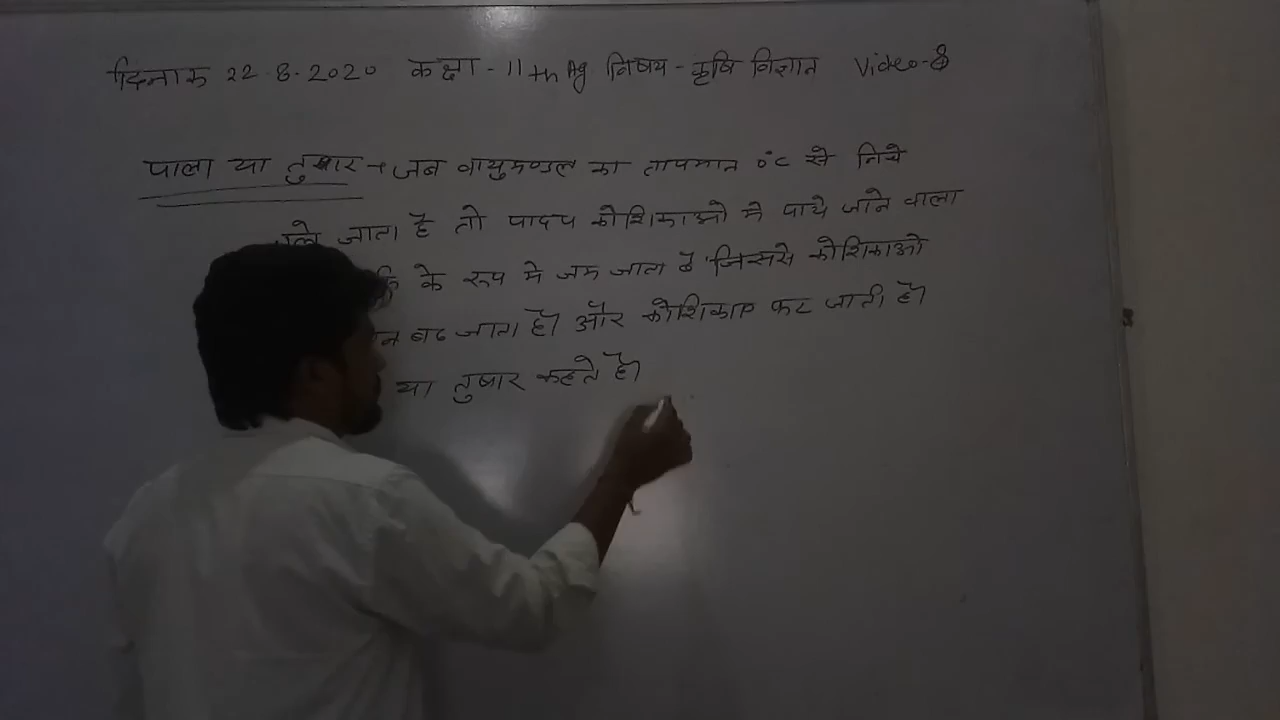 दिनाक 22.8.2020 कक्षा - 11th Ag विषय - कृषि विज्ञान Video-8
पाला या तुषार → जब वायुमण्डल का तापमान 0°c से निचे
जाता है तो पादप कोशिकाओ मे पाये जाने वाला
के रूप मे जम जाता है जिससे कोशिकाओ
बढ जाता है। और कोशिकाए फट जाती है।
या तुषार कहते है।